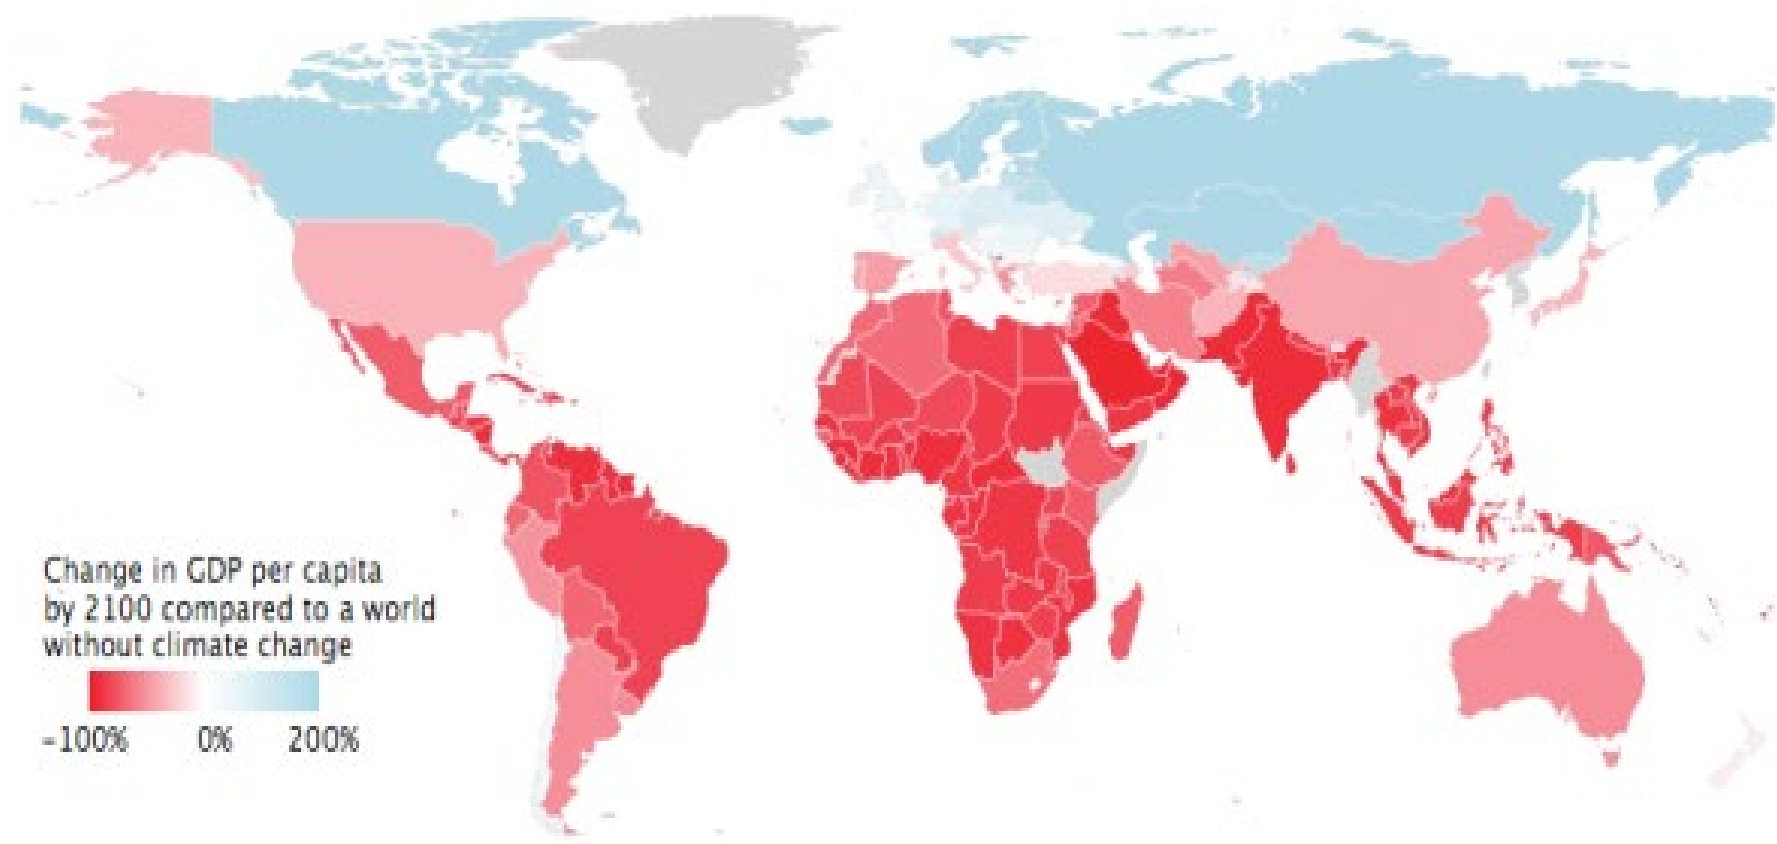 Change in GDP per capita
by 2100 compared to a world
without climate change
-100% 0% 200%